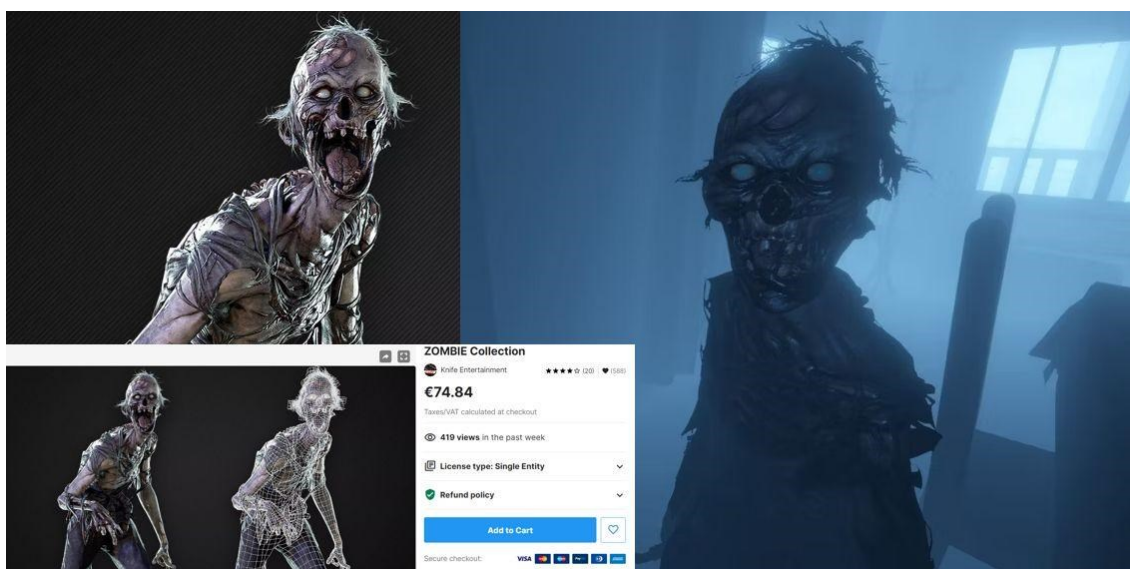 ZOMBIE Collection
Knife Entertainment ★★★★☆ (20) | ♥ (568)
€74.84
Taxes/VAT calculated at checkout
419 views in the past week
License type: Single Entity
Refund policy
Add to Cart
Secure checkout: VISA